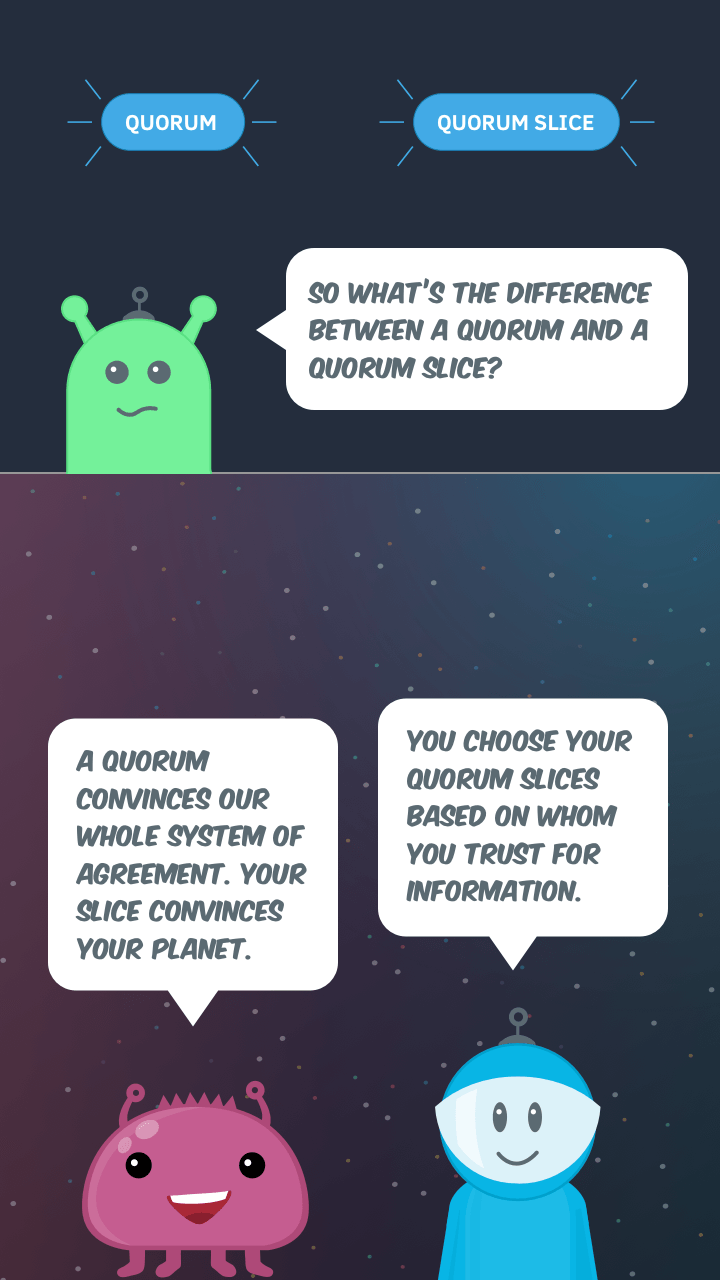 QUORUM
QUORUM SLICE
SO WHAT'S THE DIFFERENCE
BETWEEN A QUORUM AND A
QUORUM SLICE?
A QUORUM
CONVINCES OUR
WHOLE SYSTEM OF
AGREEMENT. YOUR
SLICE CONVINCES
YOUR PLANET.
YOU CHOOSE YOUR
QUORUM SLICES
BASED ON WHOM
YOU TRUST FOR
INFORMATION.